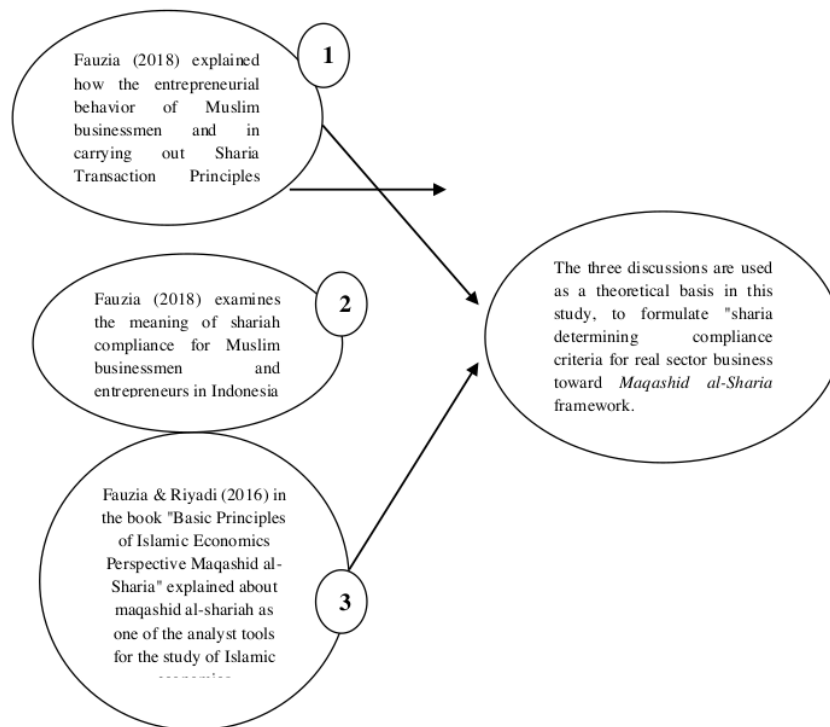 1
Fauzia (2018) explained
how the entrepreneurial
behavior of Muslim
businessmen and in
carrying out Sharia
Transaction Principles
2
Fauzia (2018) examines
the meaning of shariah
compliance for Muslim
businessmen and
entrepreneurs in Indonesia
Fauzia & Riyadi (2016) in
the book "Basic Principles
of Islamic Economics
Perspective Maqashid al-
Sharia" explained about
maqashid al-shariah as
one of the analyst tools
for the study of Islamic
3
The three discussions are used
as a theoretical basis in this
study, to formulate "sharia
determining compliance
criteria for real sector business
toward Maqashid al-Sharia
framework.